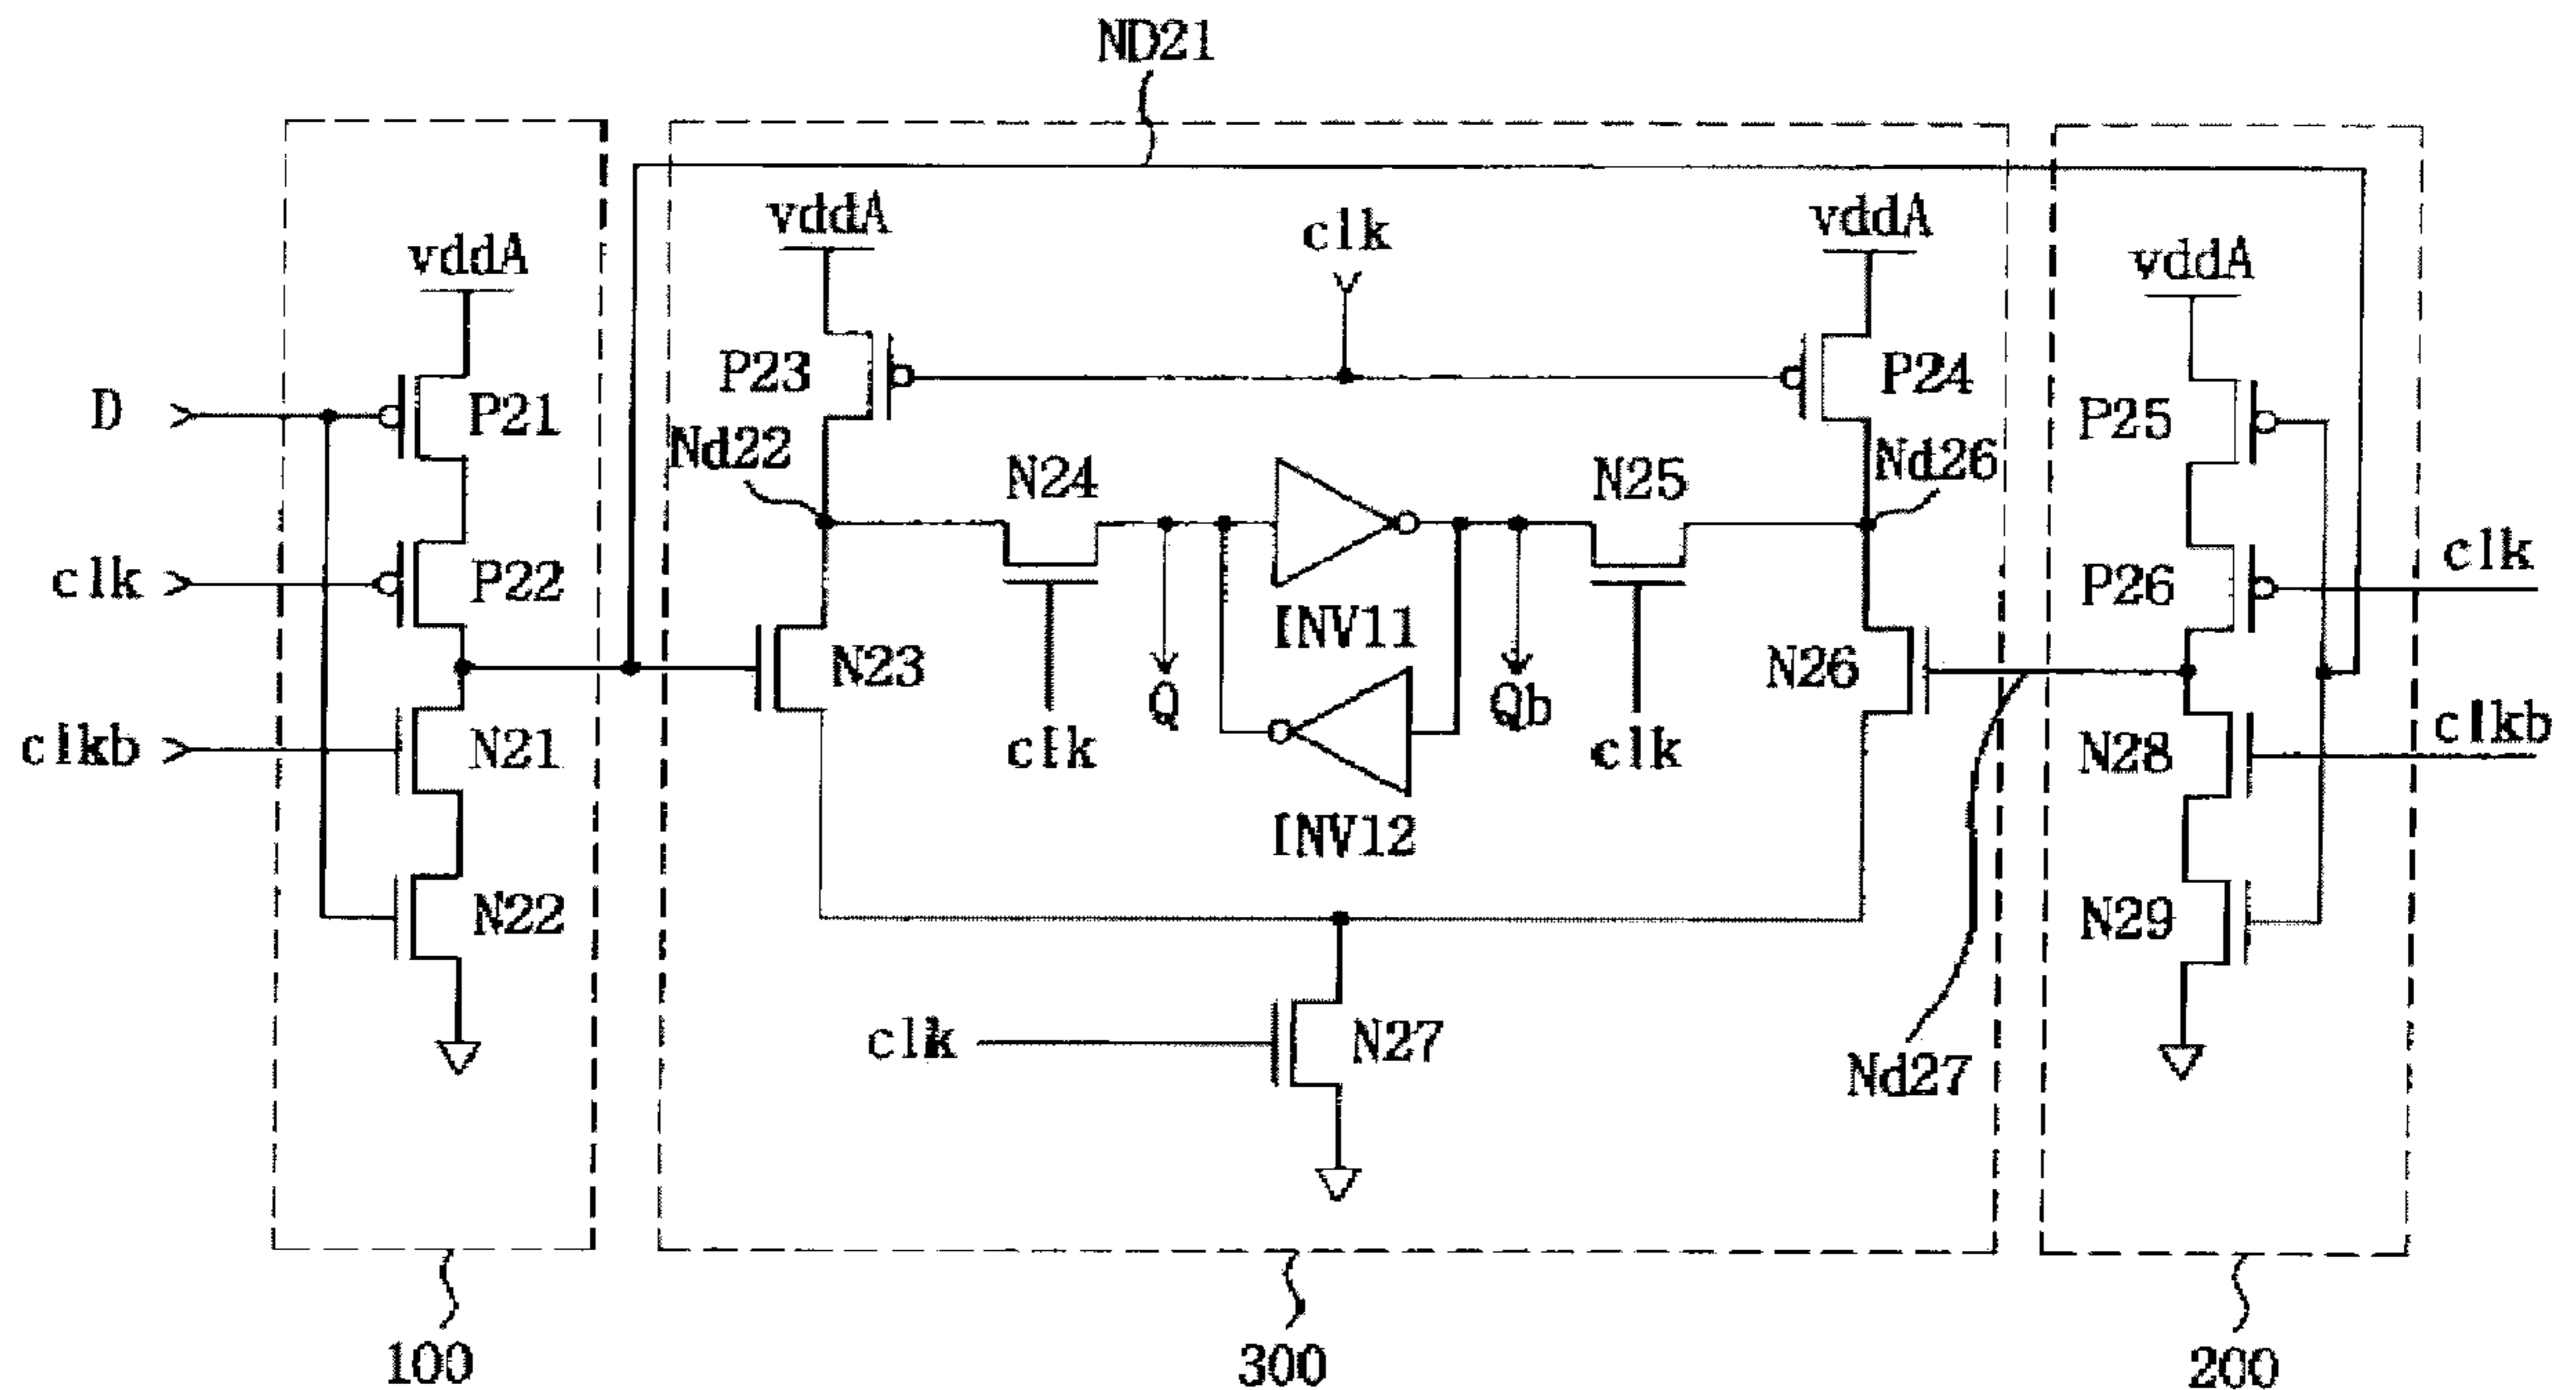 ND21
vddA
clk
vddA
vddA
vddA
P23
P24
D
P21
P25
Nd22
N24
N25
Nd26
clk
P22
P26
clk
INV11
N23
N26
Q
Qb
clkb
N21
clk
clk
N28
clkb
INV12
N22
N29
clk
N27
Nd27
100
300
200